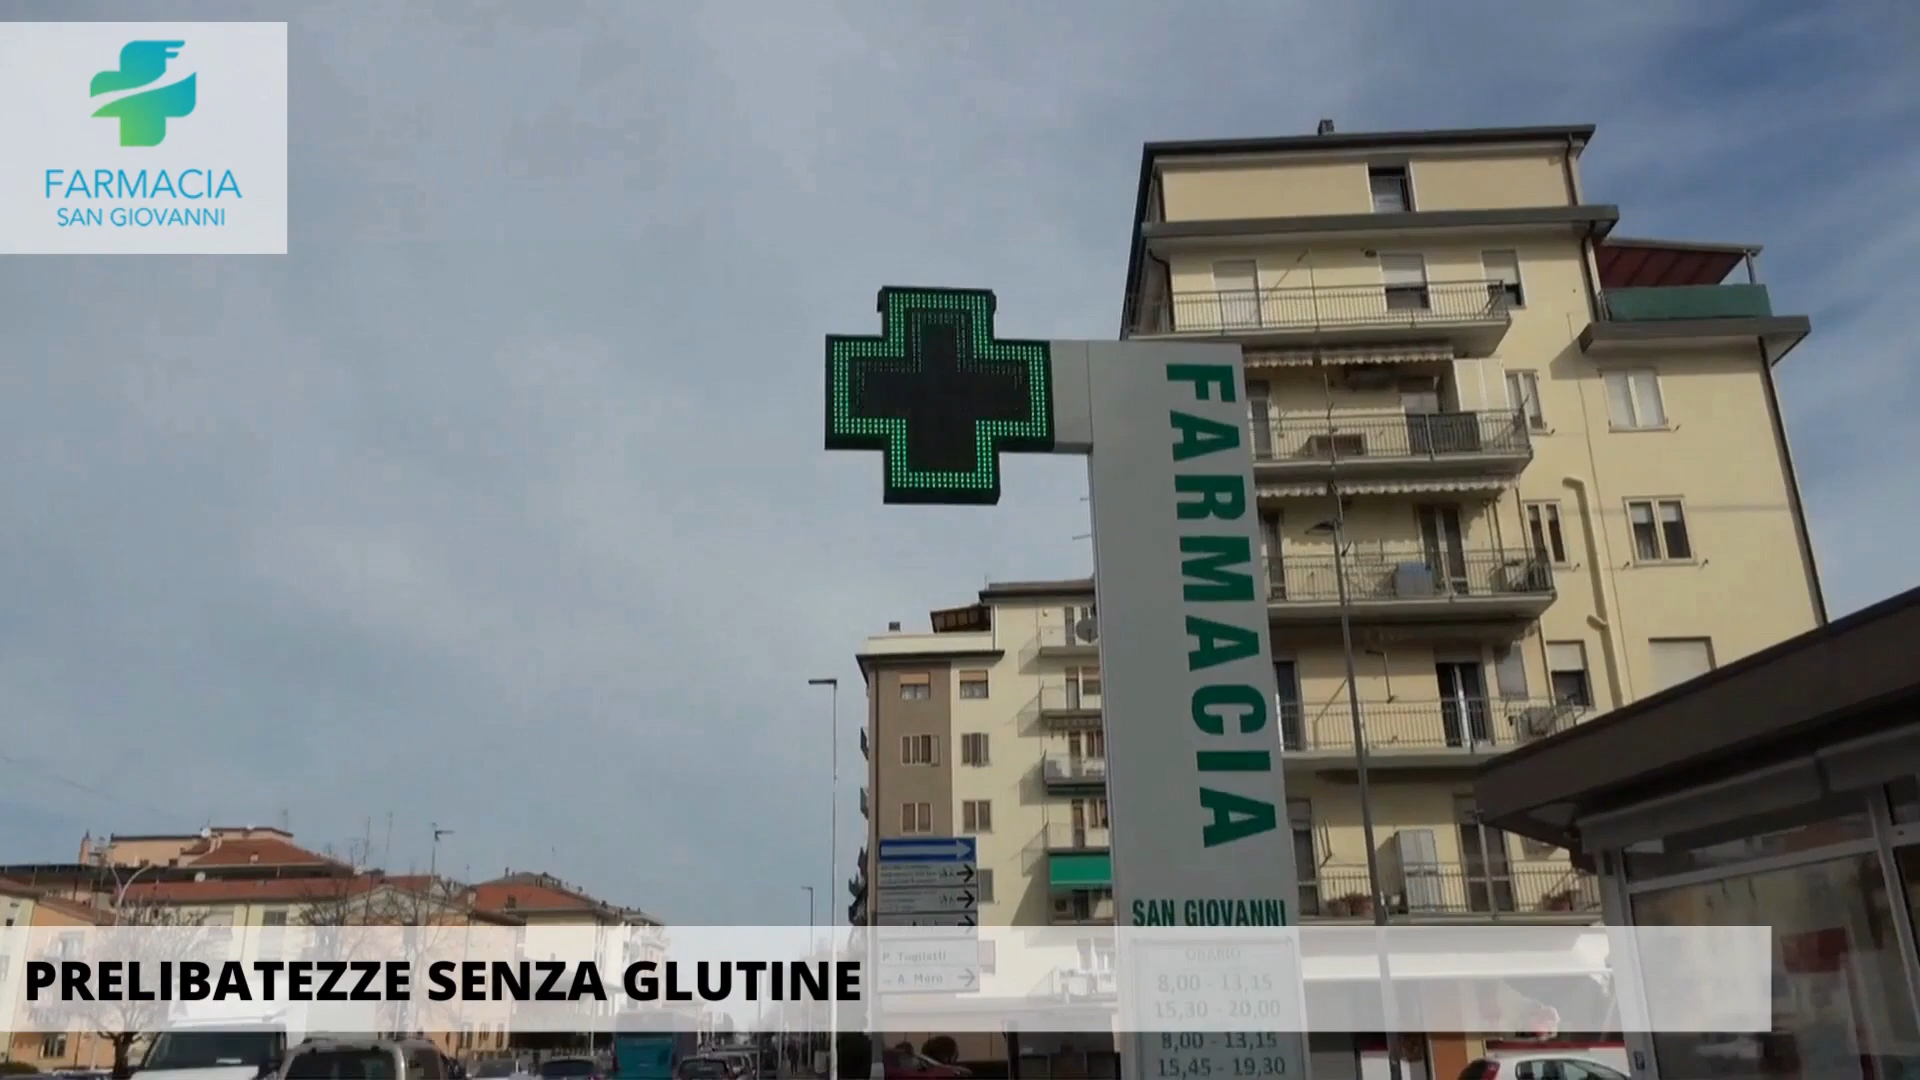 FARMACIA
SAN GIOVANNI
FARMACIA
SAN GIOVANNI
ORARIO
8,00 - 13,15
15,30 - 20,00
8,00 - 13,15
15,45 - 19,30
P. Togliatti
A. Moro
PRELIBATEZZE SENZA GLUTINE